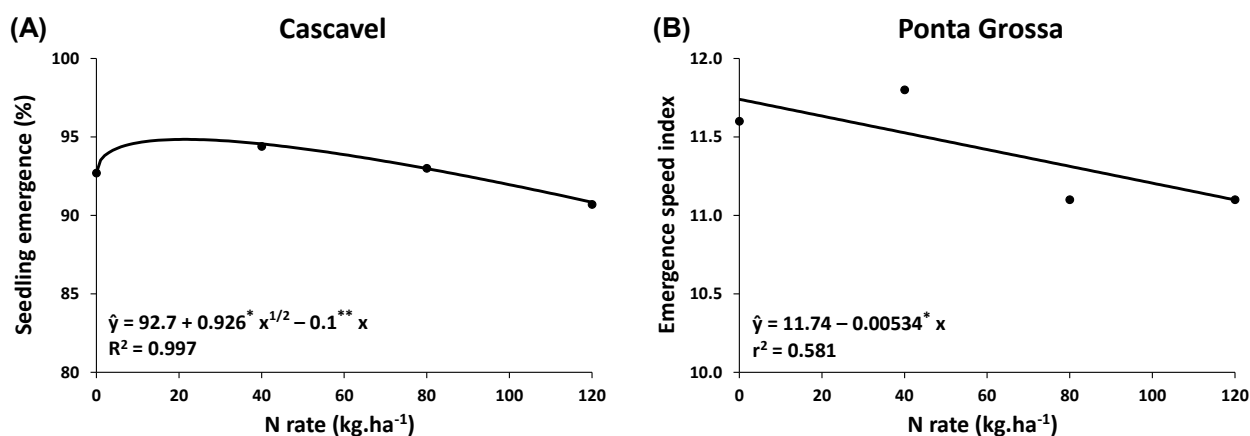 (A)
Cascavel
Seedling emergence (%)
100
95
90
85
80
ŷ = 92.7 + 0.926* x^1/2 – 0.1** x
R² = 0.997
0 20 40 60 80 100 120
N rate (kg.ha⁻¹)
(B)
Ponta Grossa
Emergence speed index
12.0
11.5
11.0
10.5
10.0
ŷ = 11.74 – 0.00534* x
r² = 0.581
0 20 40 60 80 100 120
N rate (kg.ha⁻¹)